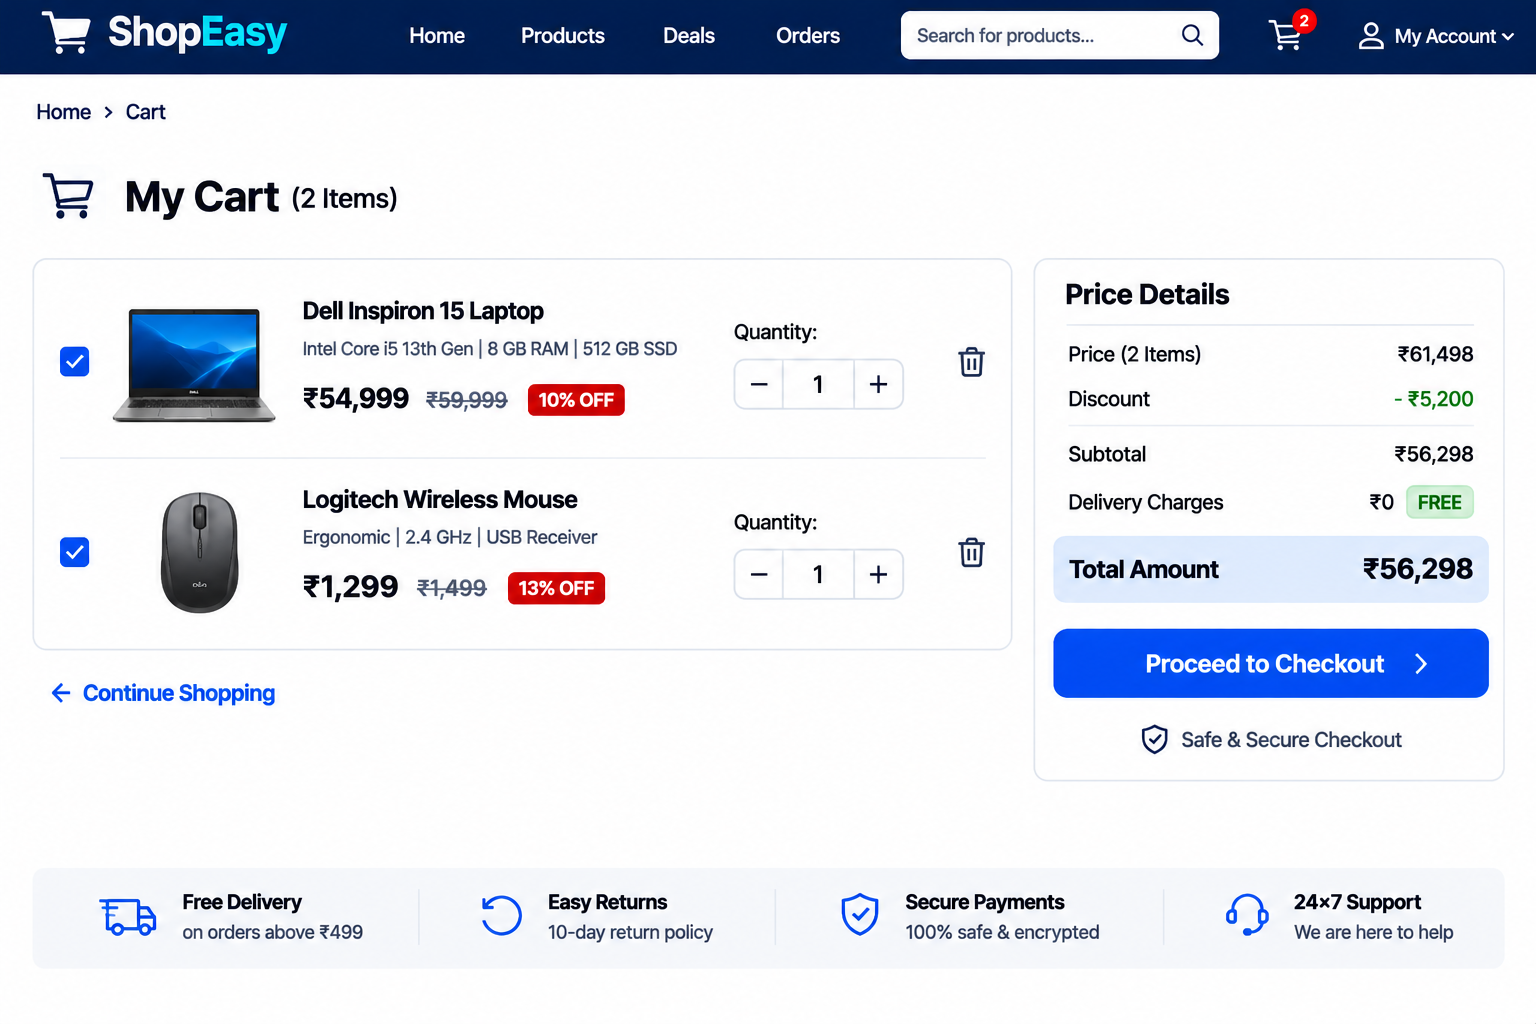 ShopEasy
Home
Products
Deals
Orders
Search for products...
2
My Account
Home > Cart
My Cart (2 Items)
Dell Inspiron 15 Laptop
Intel Core i5 13th Gen | 8 GB RAM | 512 GB SSD
₹54,999 ₹59,999 10% OFF
Quantity:
− 1 +
Logitech Wireless Mouse
Ergonomic | 2.4 GHz | USB Receiver
₹1,299 ₹1,499 13% OFF
Quantity:
− 1 +
← Continue Shopping
Price Details
Price (2 Items) ₹61,498
Discount - ₹5,200
Subtotal ₹56,298
Delivery Charges ₹0 FREE
Total Amount ₹56,298
Proceed to Checkout >
Safe & Secure Checkout
Free Delivery
on orders above ₹499
Easy Returns
10-day return policy
Secure Payments
100% safe & encrypted
24×7 Support
We are here to help